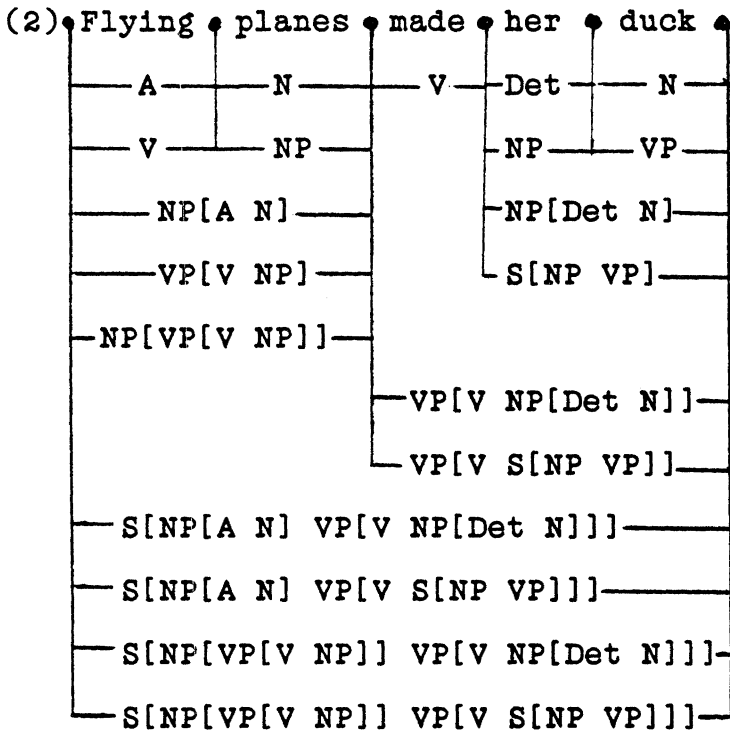 (2) Flying planes made her duck
A N V Det N
V NP NP VP
NP[A N] NP[Det N]
VP[V NP] S[NP VP]
NP[VP[V NP]]
VP[V NP[Det N]]
VP[V S[NP VP]]
S[NP[A N] VP[V NP[Det N]]]
S[NP[A N] VP[V S[NP VP]]]
S[NP[VP[V NP]] VP[V NP[Det N]]]
S[NP[VP[V NP]] VP[V S[NP VP]]]